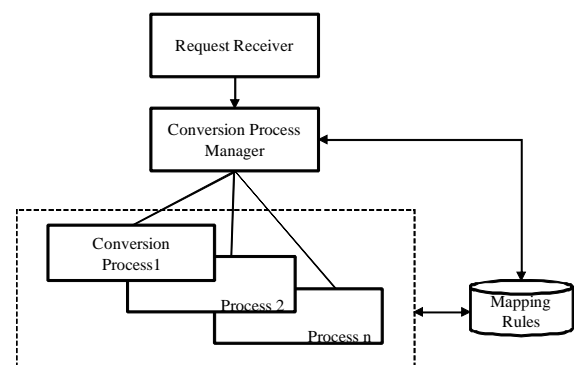 Request Receiver
Conversion Process
Manager
Conversion
Process1
Process 2
Process n
Mapping
Rules